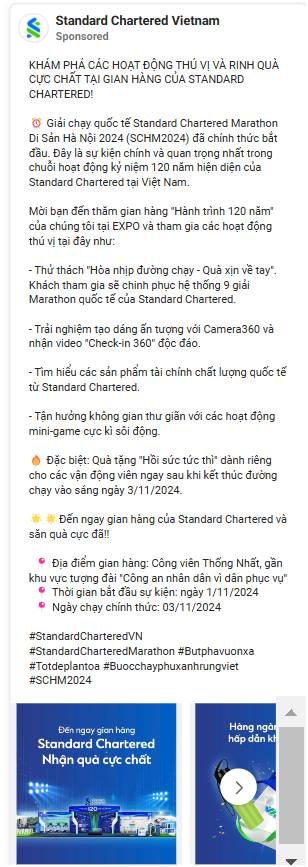 Standard Chartered Vietnam
Sponsored
KHÁM PHÁ CÁC HOẠT ĐỘNG THÚ VỊ VÀ RINH QUÀ
CỰC CHẤT TẠI GIAN HÀNG CỦA STANDARD
CHARTERED!
⏰ Giải chạy quốc tế Standard Chartered Marathon
Di Sản Hà Nội 2024 (SCHM2024) đã chính thức bắt
đầu. Đây là sự kiện chính và quan trọng nhất trong
chuỗi hoạt động kỷ niệm 120 năm hiện diện của
Standard Chartered tại Việt Nam.
Mời bạn đến thăm gian hàng "Hành trình 120 năm"
của chúng tôi tại EXPO và tham gia các hoạt động
thú vị tại đây như:
- Thử thách "Hòa nhịp đường chạy - Quà xịn về tay".
Khách tham gia sẽ chinh phục hệ thống 9 giải
Marathon quốc tế của Standard Chartered.
- Trải nghiệm tạo dáng ấn tượng với Camera360 và
nhận video "Check-in 360" độc đáo.
- Tìm hiểu các sản phẩm tài chính chất lượng quốc tế
từ Standard Chartered.
- Tận hưởng không gian thư giãn với các hoạt động
mini-game cực kì sôi động.
🔥 Đặc biệt: Quà tặng "Hồi sức tức thì" dành riêng
cho các vận động viên ngay sau khi kết thúc đường
chạy vào sáng ngày 3/11/2024.
🌟🌟Đến ngay gian hàng của Standard Chartered và
săn quà cực đã!!
📍 Địa điểm gian hàng: Công viên Thống Nhất, gần
khu vực tượng đài "Công an nhân dân vì dân phục vụ"
📍 Thời gian bắt đầu sự kiện: ngày 1/11/2024
📍 Ngày chạy chính thức: 03/11/2024
#StandardCharteredVN
#StandardCharteredMarathon #Butphavuonxa
#Totdeplantoa #Buocchayphuxanhrungviet
#SCHM2024
Đến ngay gian hàng
Standard Chartered
Nhận quà cực chất
120
Hàng ngàn
hấp dẫn kh